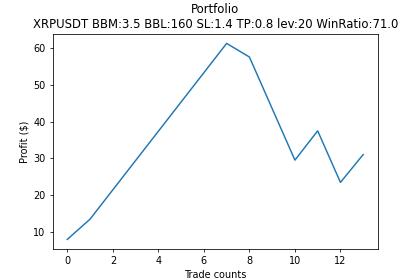 Portfolio
XRPUSDT BBM:3.5 BBL:160 SL:1.4 TP:0.8 lev:20 WinRatio:71.0
60
50
40
30
20
10
Profit ($)
0 2 4 6 8 10 12
Trade counts